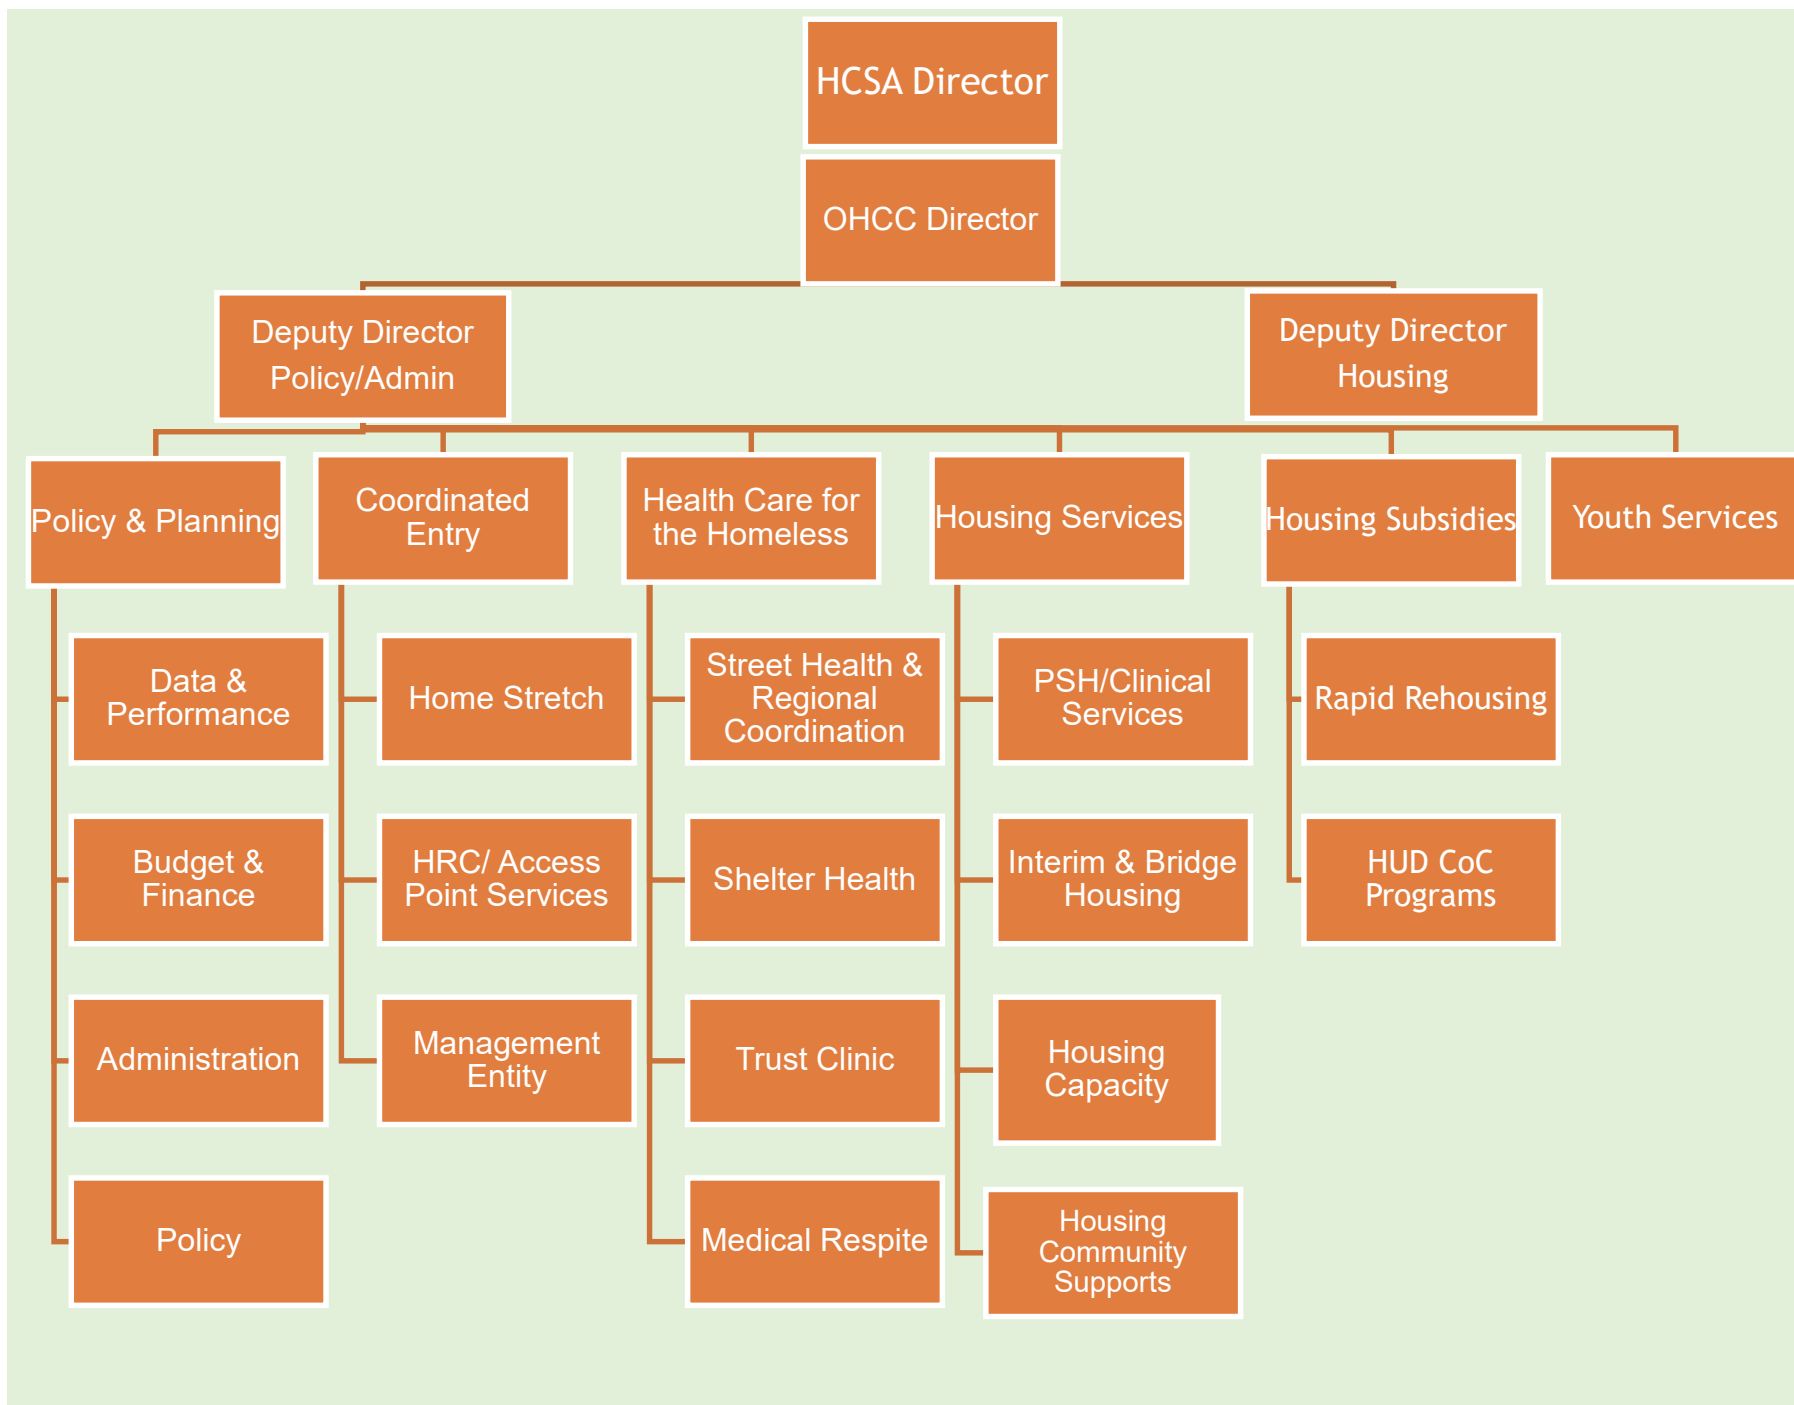 HCSA Director
OHCC Director
Deputy Director
Policy/Admin
Deputy Director
Housing
Policy & Planning
Coordinated
Entry
Health Care for
the Homeless
Housing Services
Housing Subsidies
Youth Services
Data &
Performance
Home Stretch
Street Health &
Regional
Coordination
PSH/Clinical
Services
Rapid Rehousing
Budget &
Finance
HRC/ Access
Point Services
Shelter Health
Interim & Bridge
Housing
HUD CoC
Programs
Administration
Management
Entity
Trust Clinic
Housing
Capacity
Policy
Medical Respite
Housing
Community
Supports